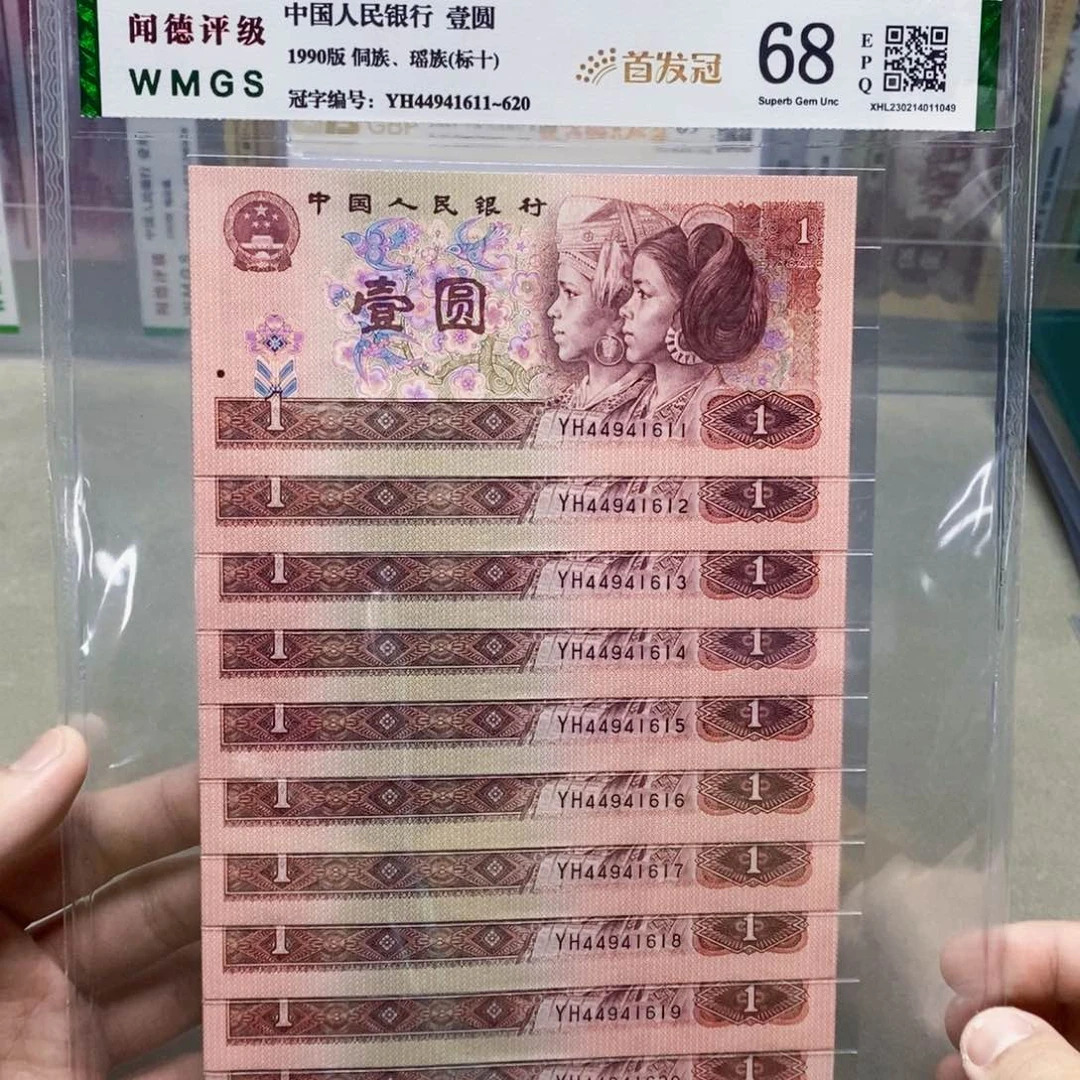 闻德评级
WMGS
中国人民银行 壹圆
1990版 侗族、瑶族(标十)
冠字编号：YH44941611~620
首发冠
68
Superb Gem Unc
EPQ
XHL230214011049
中国人民银行
壹圆
1
1
YH44941611
1
1
YH44941612
1
1
YH44941613
1
1
YH44941614
1
1
YH44941615
1
1
YH44941616
1
1
YH44941617
1
1
YH44941618
1
1
YH44941619
1
1